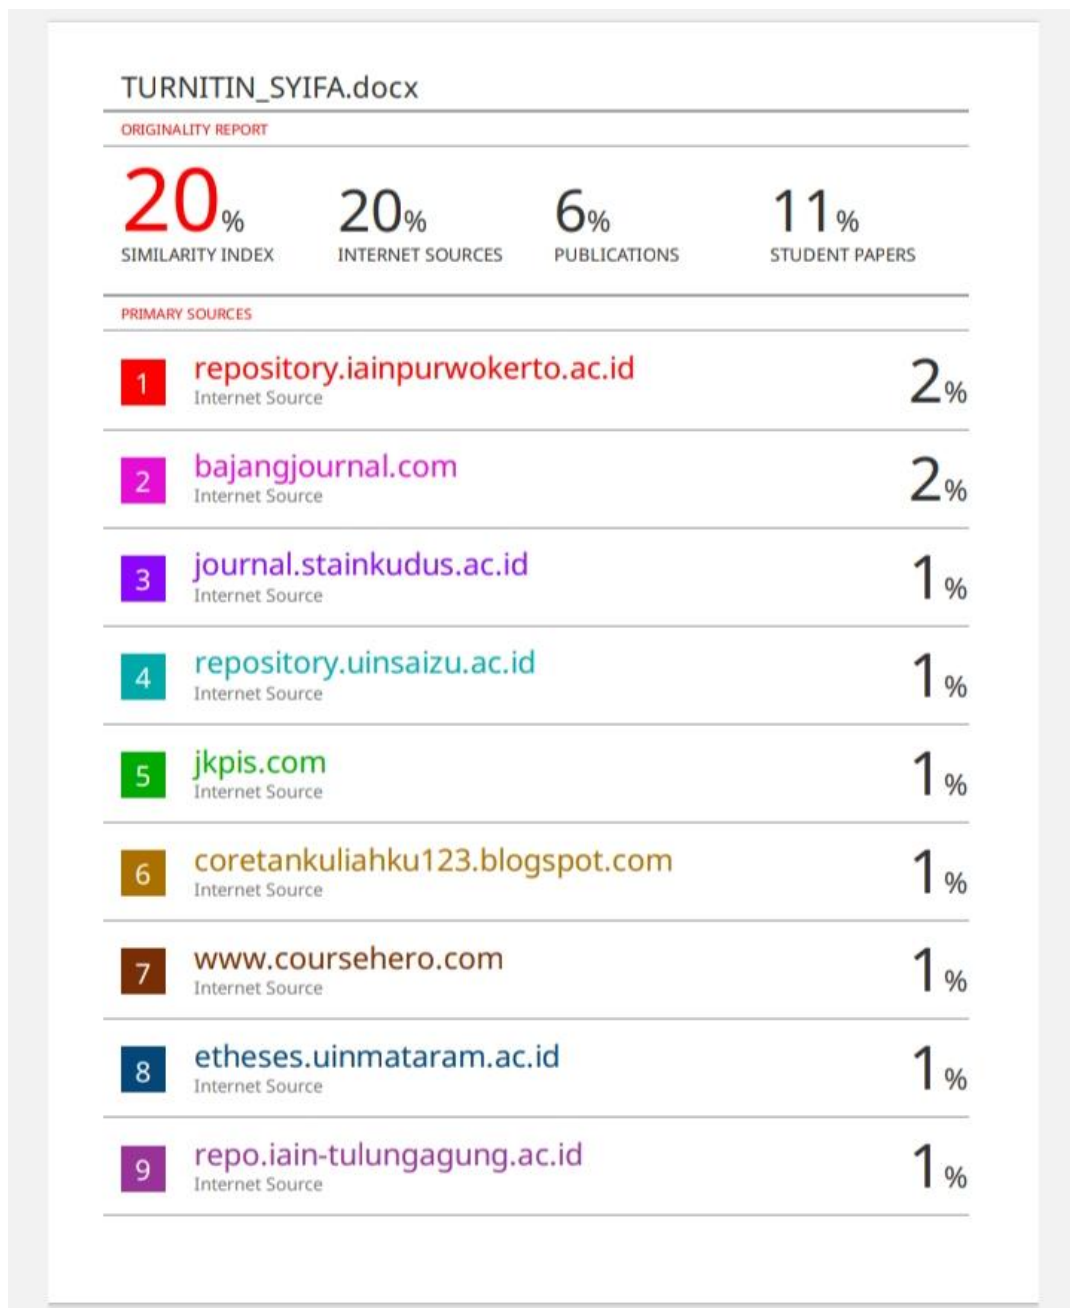 TURNITIN_SYIFA.docx
ORIGINALITY REPORT
20% 20% 6% 11%
SIMILARITY INDEX INTERNET SOURCES PUBLICATIONS STUDENT PAPERS
PRIMARY SOURCES
1 repository.iainpurwokerto.ac.id 2%
Internet Source
2 bajangjournal.com 2%
Internet Source
3 journal.stainkudus.ac.id 1%
Internet Source
4 repository.uinsaizu.ac.id 1%
Internet Source
5 jkpis.com 1%
Internet Source
6 coretankuliahku123.blogspot.com 1%
Internet Source
7 www.coursehero.com 1%
Internet Source
8 etheses.uinmataram.ac.id 1%
Internet Source
9 repo.iain-tulungagung.ac.id 1%
Internet Source